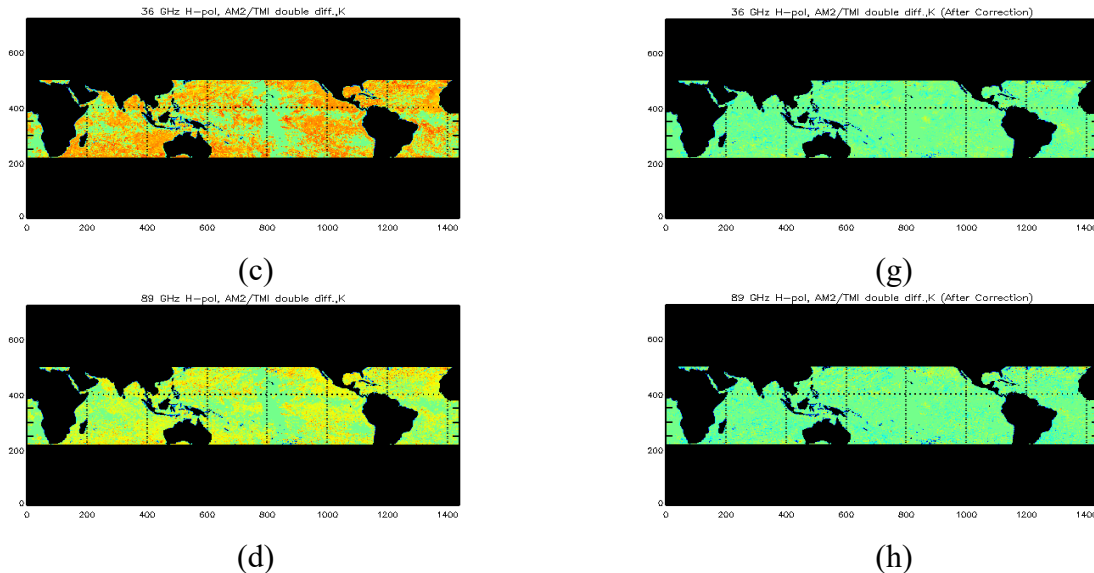 36 GHz H-pol, AM2/TMI double diff.,K
600
400
200
0
0 200 400 600 800 1000 1200 1400
(c)
36 GHz H-pol, AM2/TMI double diff.,K (After Correction)
600
400
200
0
0 200 400 600 800 1000 1200 1400
(g)
89 GHz H-pol, AM2/TMI double diff.,K
600
400
200
0
0 200 400 600 800 1000 1200 1400
(d)
89 GHz H-pol, AM2/TMI double diff.,K (After Correction)
600
400
200
0
0 200 400 600 800 1000 1200 1400
(h)